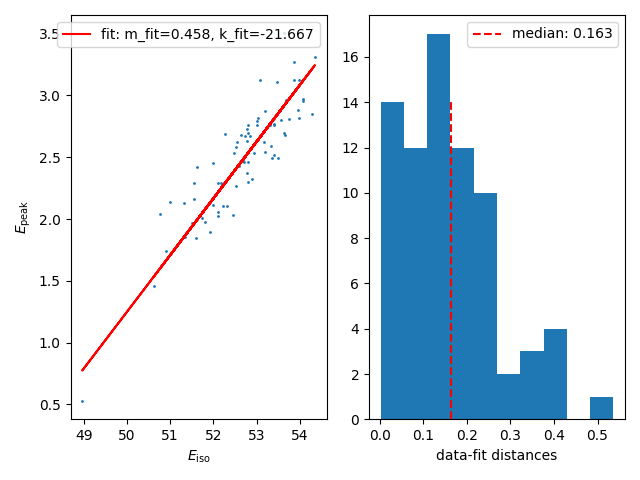 fit: m_fit=0.458, k_fit=-21.667
3.5
3.0
2.5
2.0
1.5
1.0
0.5
E_peak
49 50 51 52 53 54
E_iso
median: 0.163
16
14
12
10
8
6
4
2
0
0.0 0.1 0.2 0.3 0.4 0.5
data-fit distances